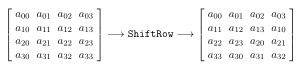 a₀₀ a₀₁ a₀₂ a₀₃ a₀₀ a₀₁ a₀₂ a₀₃
a₁₀ a₁₁ a₁₂ a₁₃ a₁₁ a₁₂ a₁₃ a₁₀
⟶ ShiftRow ⟶
a₂₀ a₂₁ a₂₂ a₂₃ a₂₂ a₂₃ a₂₀ a₂₁
a₃₀ a₃₁ a₃₂ a₃₃ a₃₃ a₃₀ a₃₁ a₃₂